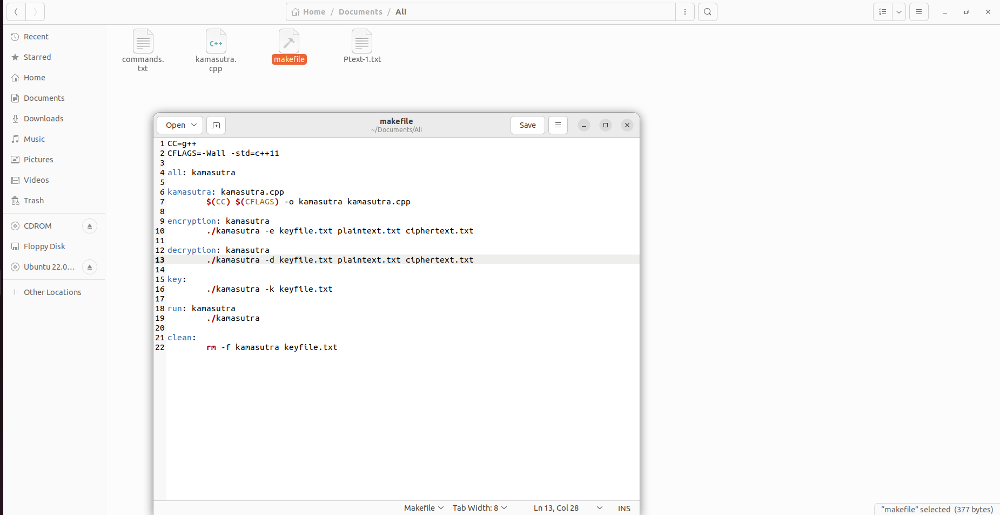 Home / Documents / Ali
Recent
Starred
Home
Documents
Downloads
Music
Pictures
Videos
Trash
CDROM
Floppy Disk
Ubuntu 22.0...
Other Locations
commands.
txt
C++
kamasutra.
cpp
makefile
Ptext-1.txt
Open
makefile
~/Documents/Ali
Save
1 CC=g++
2 CFLAGS=-Wall -std=c++11
3
4 all: kamasutra
5
6 kamasutra: kamasutra.cpp
7         $(CC) $(CFLAGS) -o kamasutra kamasutra.cpp
8
9 encryption: kamasutra
10         ./kamasutra -e keyfile.txt plaintext.txt ciphertext.txt
11
12 decryption: kamasutra
13         ./kamasutra -d keyfile.txt plaintext.txt ciphertext.txt
14
15 key:
16         ./kamasutra -k keyfile.txt
17
18 run: kamasutra
19         ./kamasutra
20
21 clean:
22         rm -f kamasutra keyfile.txt
Makefile Tab Width: 8 Ln 13, Col 28 INS
“makefile” selected (377 bytes)